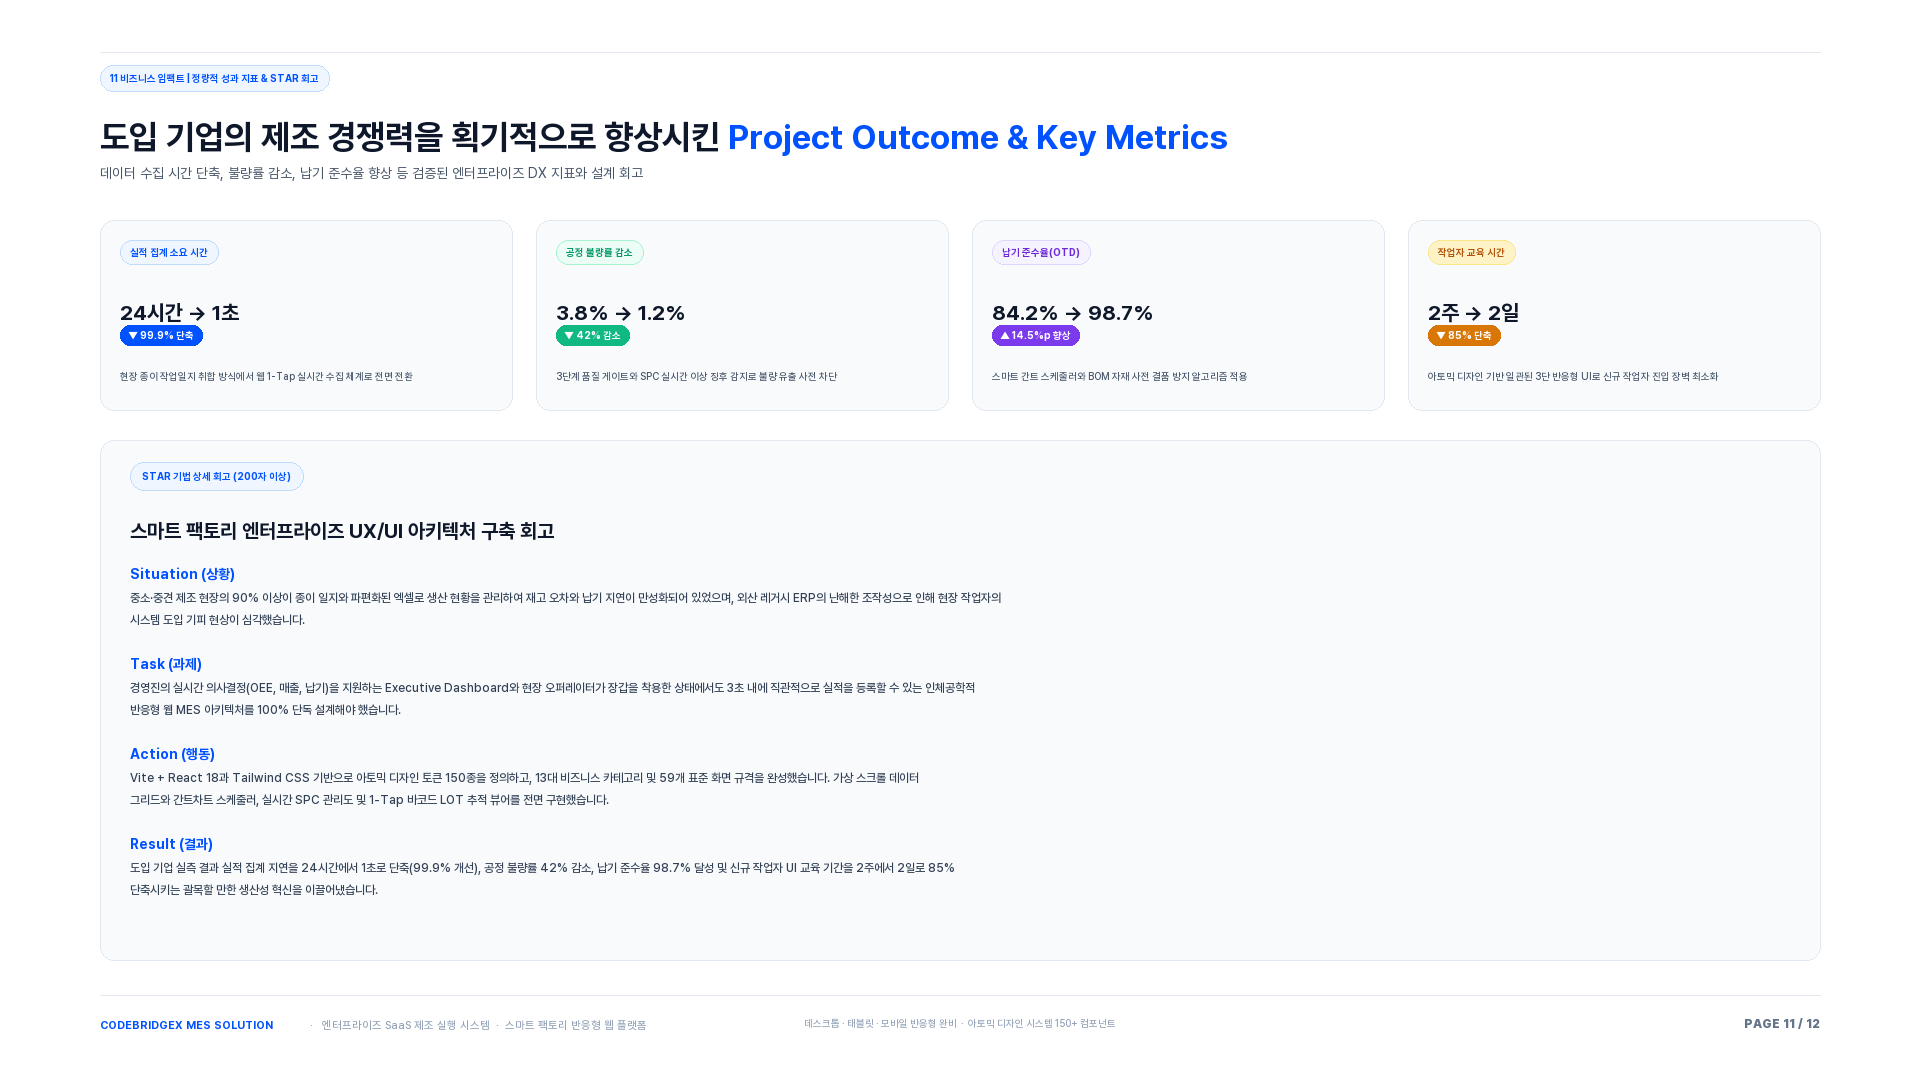 11 비즈니스 임팩트 | 정량적 성과 지표 & STAR 회고
도입 기업의 제조 경쟁력을 획기적으로 향상시킨 Project Outcome & Key Metrics
데이터 수집 시간 단축, 불량률 감소, 납기 준수율 향상 등 검증된 엔터프라이즈 DX 지표와 설계 회고
실적 집계 소요 시간
24시간 → 1초
▼ 99.9% 단축
현장 종이 작업일지 취합 방식에서 웹 1-Tap 실시간 수집 체계로 전면 전환
공정 불량률 감소
3.8% → 1.2%
▼ 42% 감소
3단계 품질 게이트와 SPC 실시간 이상 징후 감지로 불량 유출 사전 차단
납기 준수율(OTD)
84.2% → 98.7%
▲ 14.5%p 향상
스마트 간트 스케줄러와 BOM 자재 사전 결품 방지 알고리즘 적용
작업자 교육 시간
2주 → 2일
▼ 85% 단축
아토믹 디자인 기반 일관된 3단 반응형 UI로 신규 작업자 진입 장벽 최소화
STAR 기법 상세 회고 (200자 이상)
스마트 팩토리 엔터프라이즈 UX/UI 아키텍처 구축 회고
Situation (상황)
중소·중견 제조 현장의 90% 이상이 종이 일지와 파편화된 엑셀로 생산 현황을 관리하여 재고 오차와 납기 지연이 만성화되어 있었으며, 외산 레거시 ERP의 난해한 조작성으로 인해 현장 작업자의
시스템 도입 기피 현상이 심각했습니다.
Task (과제)
경영진의 실시간 의사결정(OEE, 매출, 납기)을 지원하는 Executive Dashboard와 현장 오퍼레이터가 장갑을 착용한 상태에서도 3초 내에 직관적으로 실적을 등록할 수 있는 인체공학적
반응형 웹 MES 아키텍처를 100% 단독 설계해야 했습니다.
Action (행동)
Vite + React 18과 Tailwind CSS 기반으로 아토믹 디자인 토큰 150종을 정의하고, 13대 비즈니스 카테고리 및 59개 표준 화면 규격을 완성했습니다. 가상 스크롤 데이터
그리드와 간트차트 스케줄러, 실시간 SPC 관리도 및 1-Tap 바코드 LOT 추적 뷰어를 전면 구현했습니다.
Result (결과)
도입 기업 실측 결과 실적 집계 지연을 24시간에서 1초로 단축(99.9% 개선), 공정 불량률 42% 감소, 납기 준수율 98.7% 달성 및 신규 작업자 UI 교육 기간을 2주에서 2일로 85%
단축시키는 괄목할 만한 생산성 혁신을 이끌어냈습니다.
CODEBRIDGEX MES SOLUTION · 엔터프라이즈 SaaS 제조 실행 시스템 · 스마트 팩토리 반응형 웹 플랫폼
데스크톱 · 태블릿 · 모바일 반응형 완비 · 아토믹 디자인 시스템 150+ 컴포넌트
PAGE 11 / 12